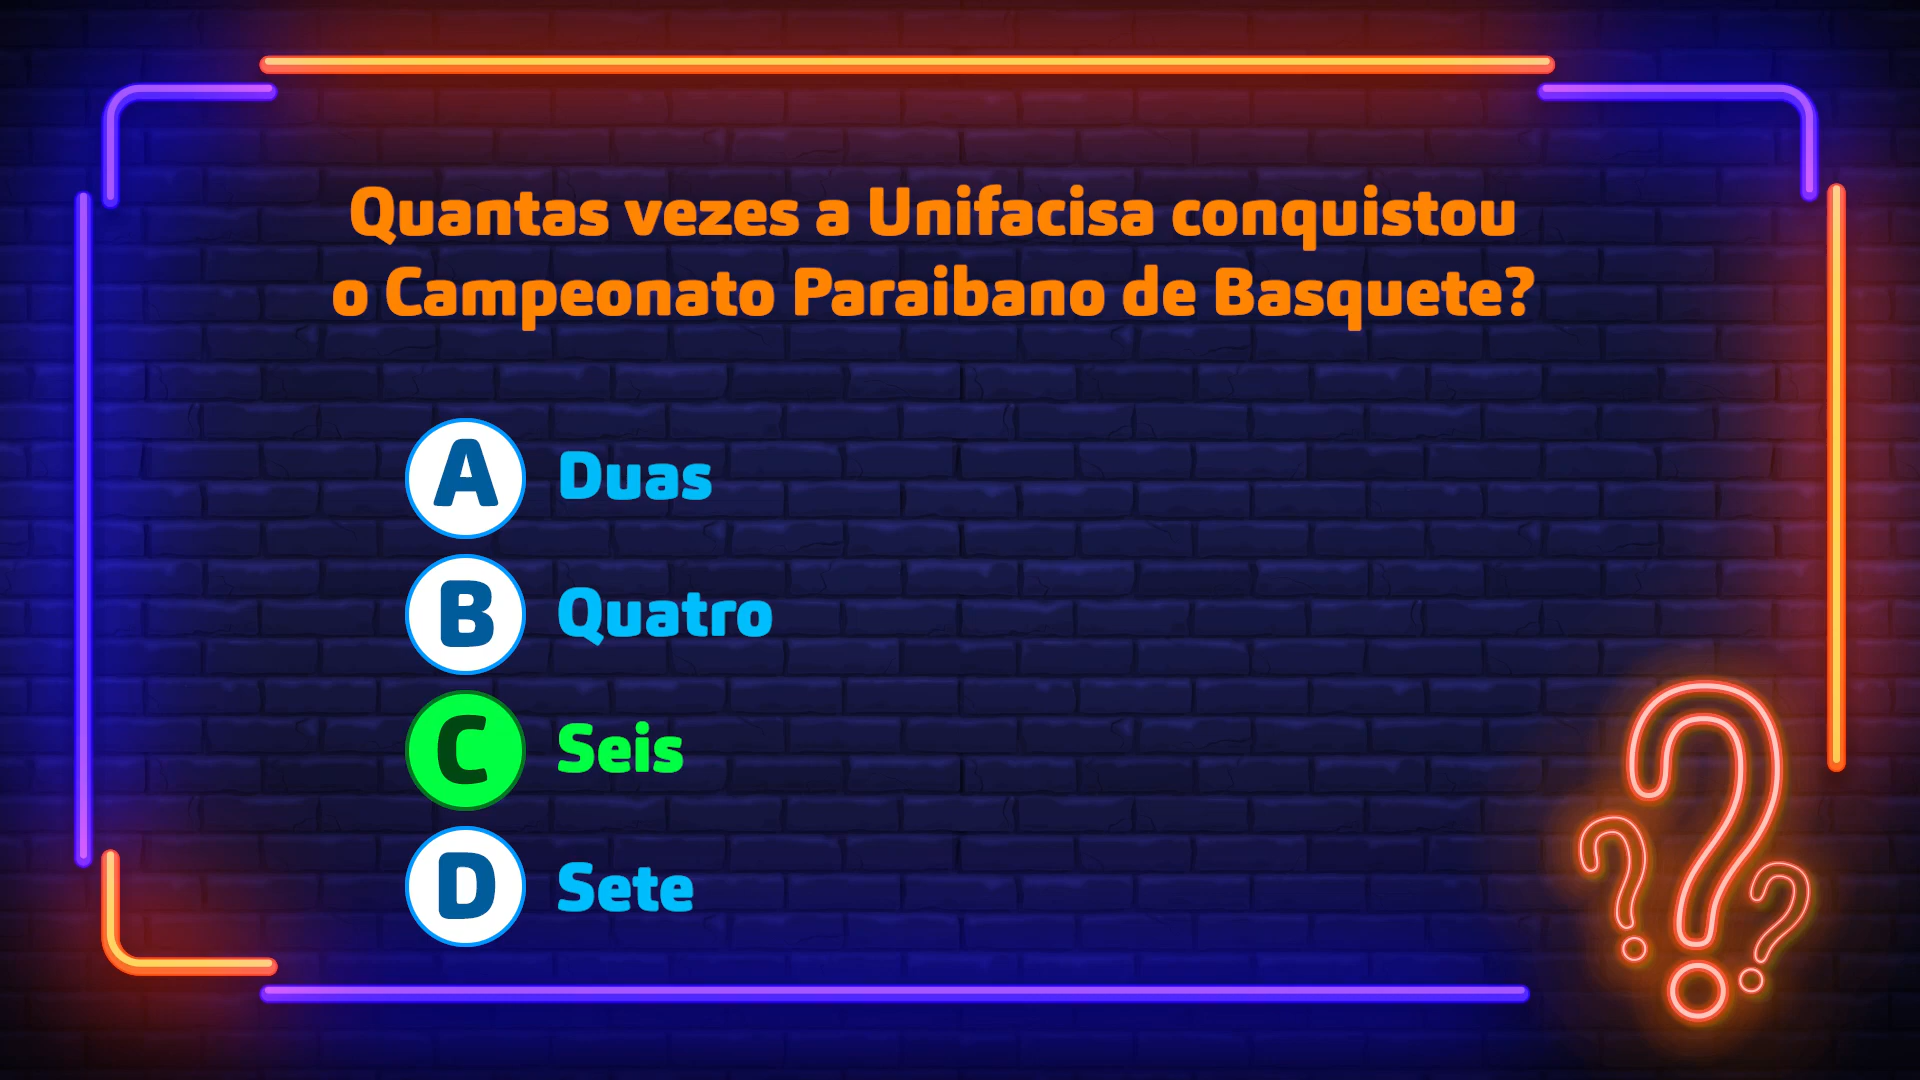 Quantas vezes a Unifacisa conquistou
o Campeonato Paraibano de Basquete?
A Duas
B Quatro
C Seis
D Sete